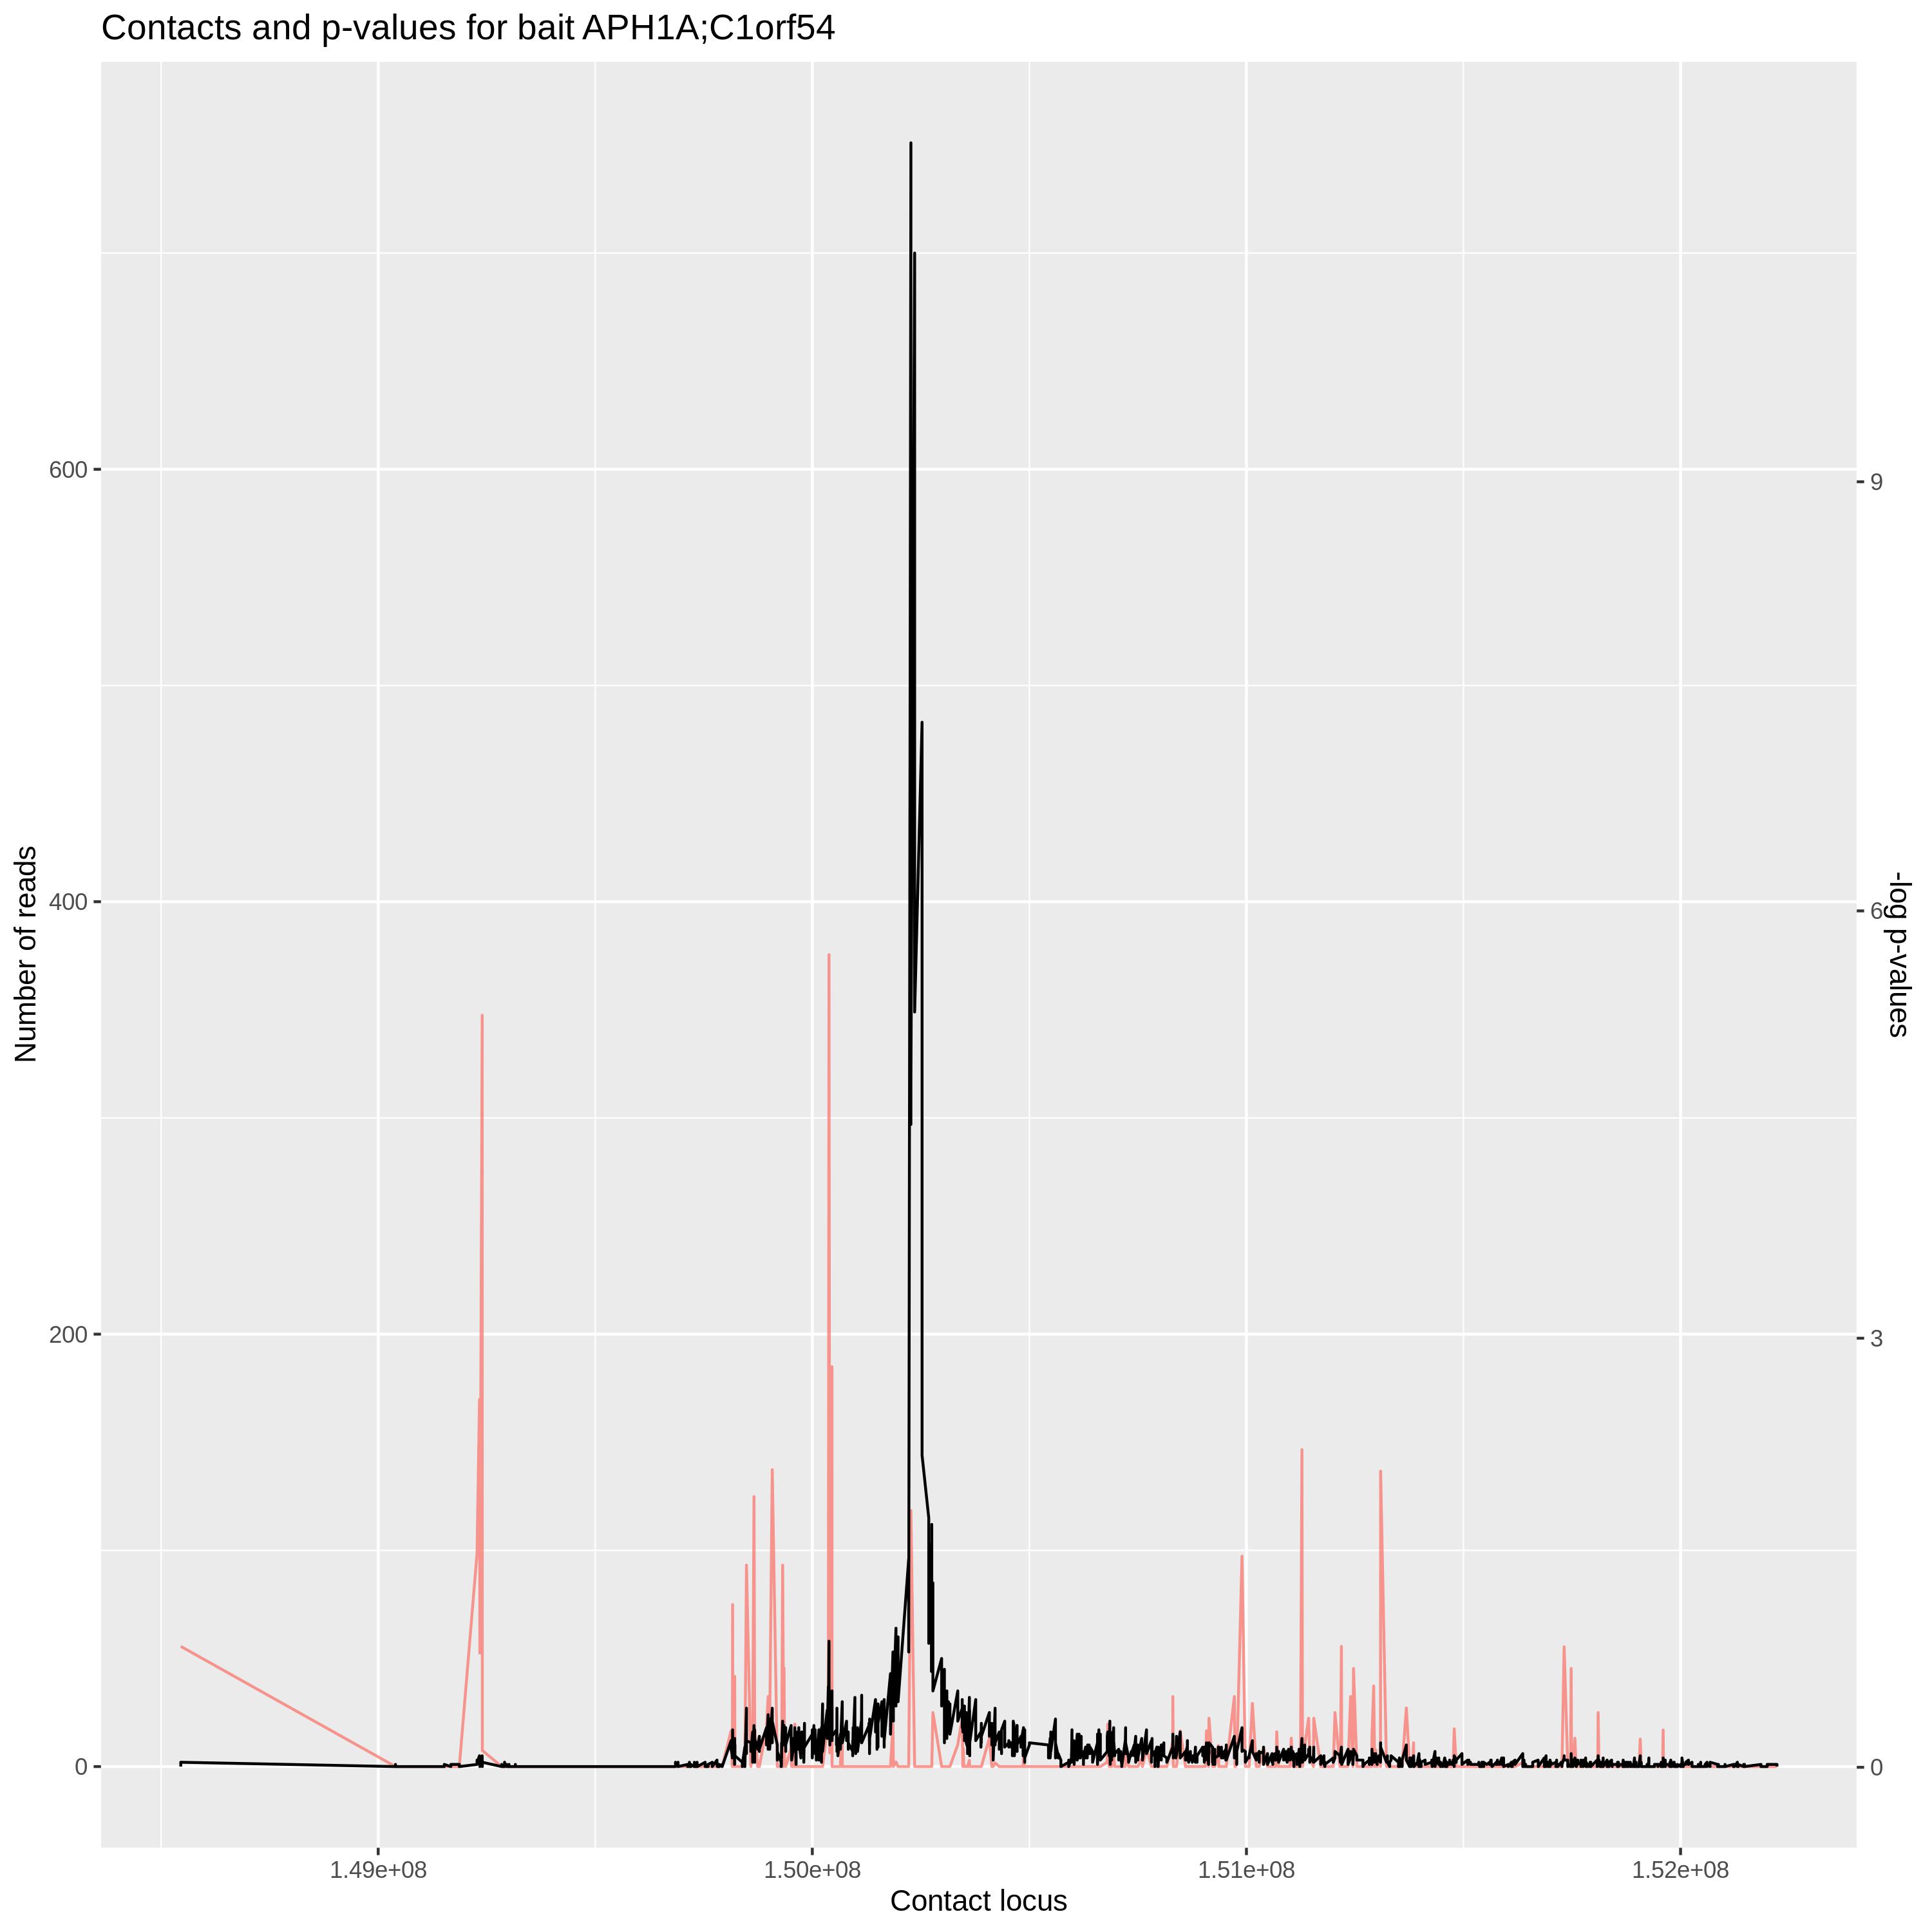 Contacts and p-values for bait APH1A;C1orf54
600
400
200
0
Number of reads
9
6
3
0
-log p-values
1.49e+08
1.50e+08
1.51e+08
1.52e+08
Contact locus